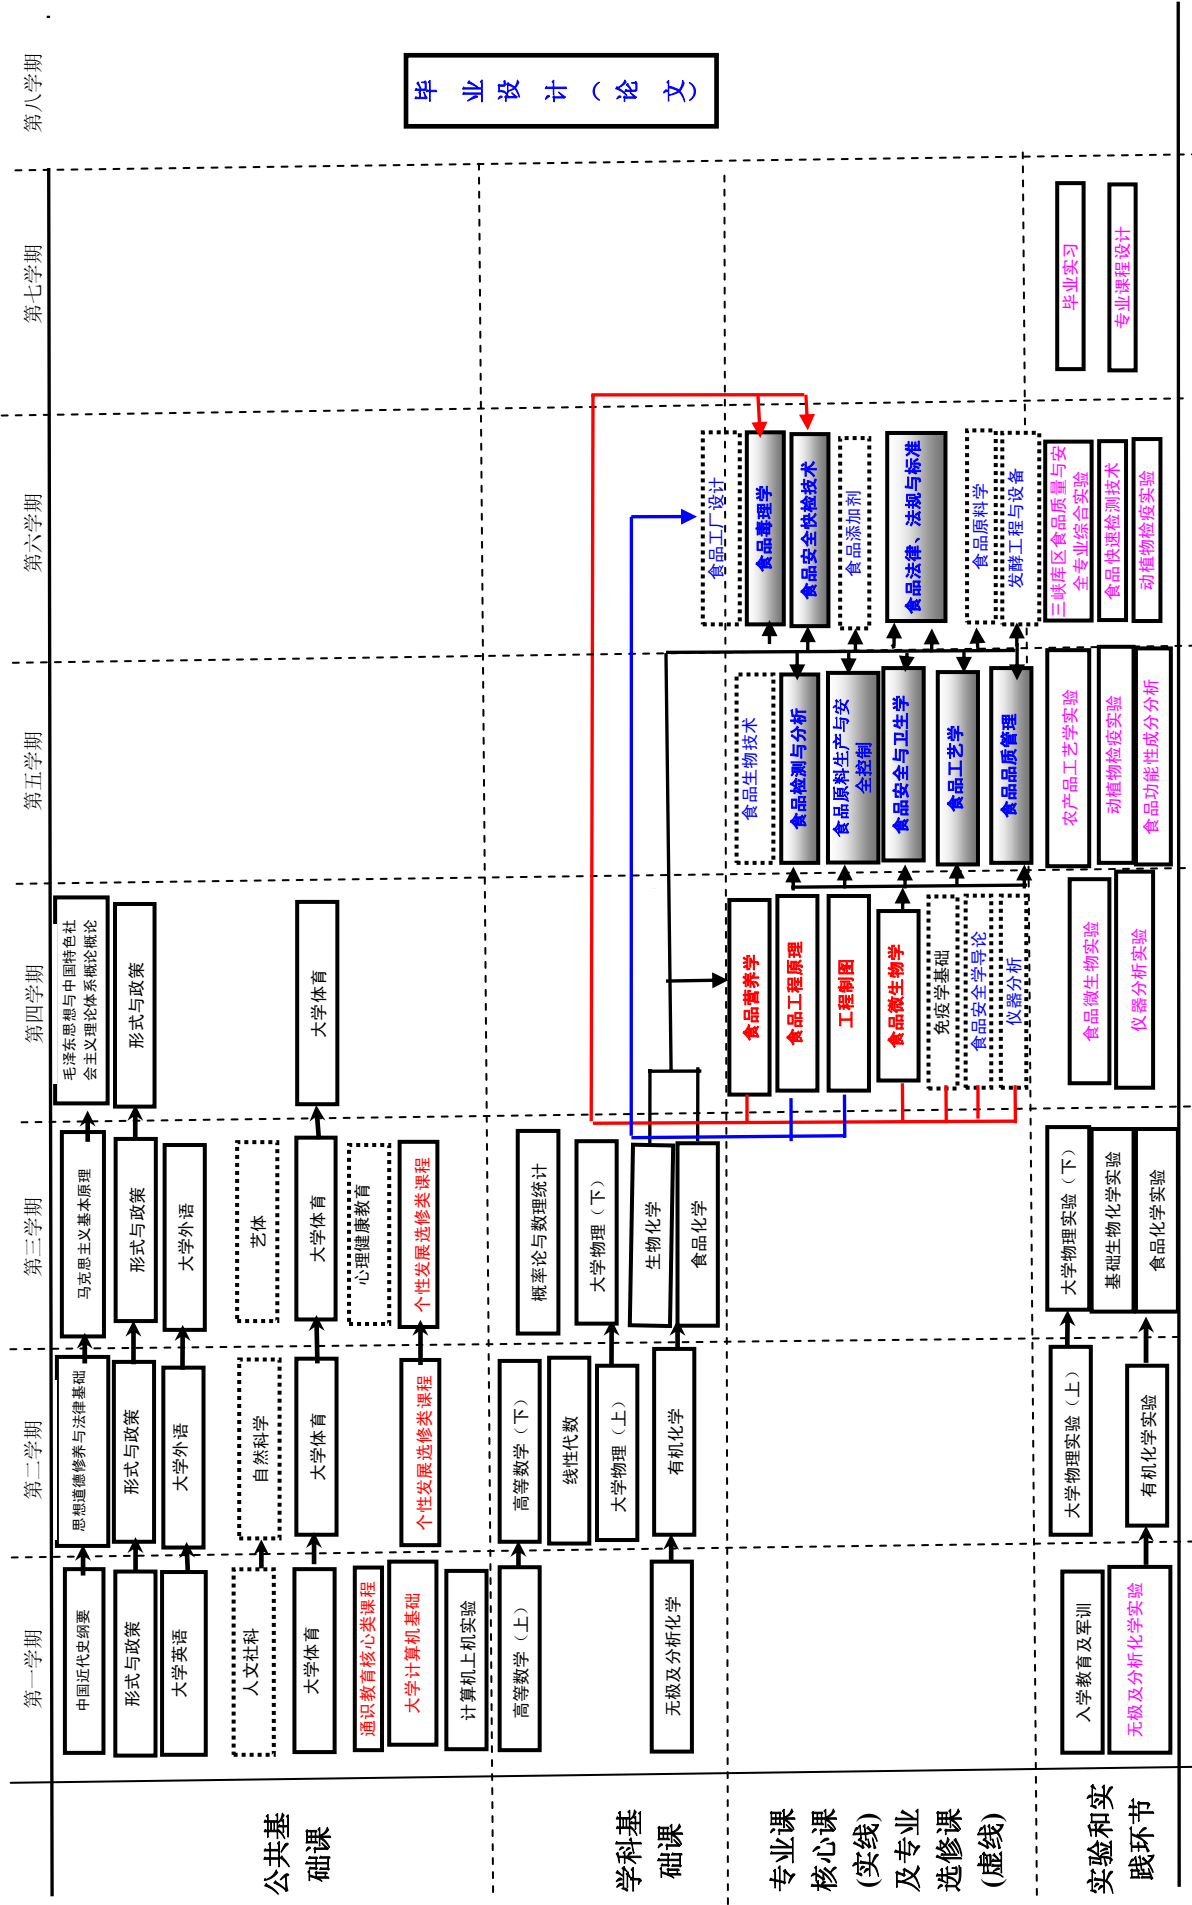 第八学期
毕 业 设 计（论 文）
第七学期
毕业实习
专业课程设计
第六学期
食品工厂设计
食品毒理学
食品安全快检技术
食品添加剂
食品法律、法规与标准
食品原料学
发酵工程与设备
三峡库区食品质量与安
全专业综合实验
食品快速检测技术
动植物检疫实验
第五学期
食品生物技术
食品检测与分析
食品原料生产与安
全控制
食品安全与卫生学
食品工艺学
食品品质管理
农产品工艺学实验
动植物检疫实验
食品功能性成分分析
第四学期
毛泽东思想与中国特色社
会主义理论体系概论概论
形式与政策
大学体育
食品营养学
食品工程原理
工程制图
食品微生物学
免疫学基础
食品安全学导论
仪器分析
食品微生物实验
仪器分析实验
第三学期
马克思主义基本原理
形式与政策
大学外语
艺体
大学体育
心理健康教育
个性发展选修类课程
概率论与数理统计
大学物理（下）
生物化学
食品化学
大学物理实验（下）
基础生物化学实验
食品化学实验
第二学期
思想道德修养与法律基础
形式与政策
大学外语
自然科学
大学体育
个性发展选修类课程
高等数学（下）
线性代数
大学物理（上）
有机化学
大学物理实验（上）
有机化学实验
第一学期
中国近代史纲要
形式与政策
大学英语
人文社科
大学体育
通识教育核心类课程
大学计算机基础
计算机上机实验
高等数学（上）
无极及分析化学
入学教育及军训
无极及分析化学实验
公共基
础课
学科基
础课
专业课
核心课
(实线)
及专业
选修课
(虚线)
实验和实
践环节